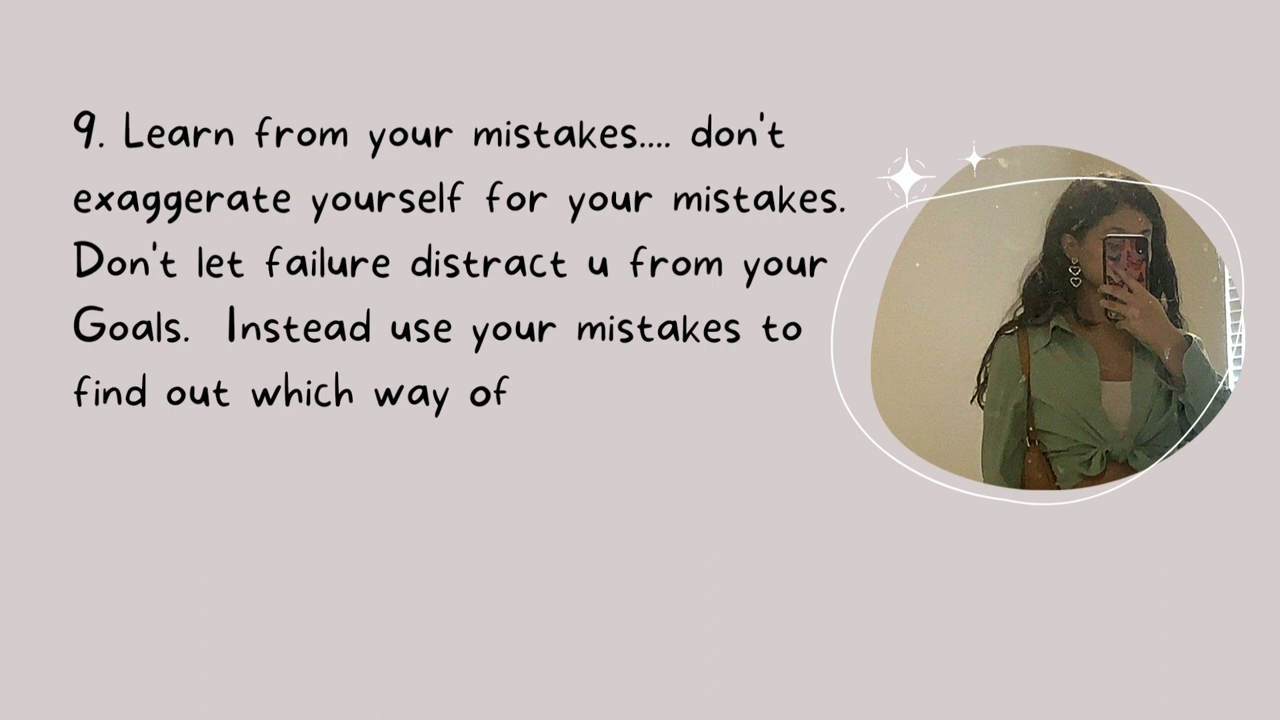 9. Learn from your mistakes.... don't
exaggerate yourself for your mistakes.
Don't let failure distract u from your
Goals. Instead use your mistakes to
find out which way of